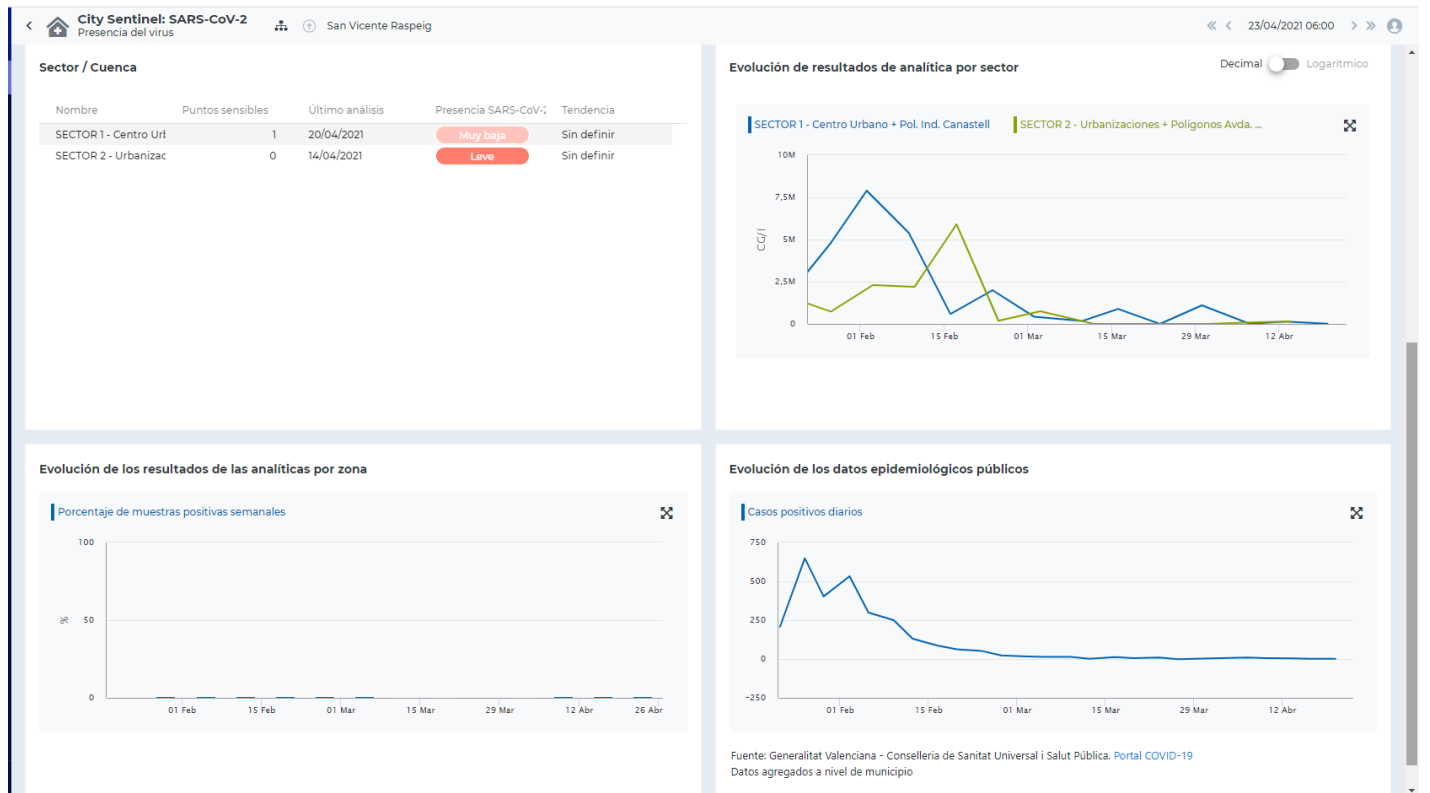 City Sentinel: SARS-CoV-2
Presencia del virus
San Vicente Raspeig
23/04/2021 06:00
Sector / Cuenca
Nombre Puntos sensibles Último análisis Presencia SARS-CoV-2 Tendencia
SECTOR 1 - Centro Url 1 20/04/2021 Muy baja Sin definir
SECTOR 2 - Urbanizac 0 14/04/2021 Leve Sin definir
Evolución de resultados de analítica por sector
Decimal Logarítmico
SECTOR 1 - Centro Urbano + Pol. Ind. Canastell SECTOR 2 - Urbanizaciones + Polígonos Avda. ...
10M
7,5M
5M
2,5M
0
CG/l
01 Feb 15 Feb 01 Mar 15 Mar 29 Mar 12 Abr
Evolución de los resultados de las analíticas por zona
Porcentaje de muestras positivas semanales
100
50
0
%
01 Feb 15 Feb 01 Mar 15 Mar 29 Mar 12 Abr 26 Abr
Evolución de los datos epidemiológicos públicos
Casos positivos diarios
750
500
250
0
-250
01 Feb 15 Feb 01 Mar 15 Mar 29 Mar 12 Abr
Fuente: Generalitat Valenciana - Conselleria de Sanitat Universal i Salut Pública. Portal COVID-19
Datos agregados a nivel de municipio